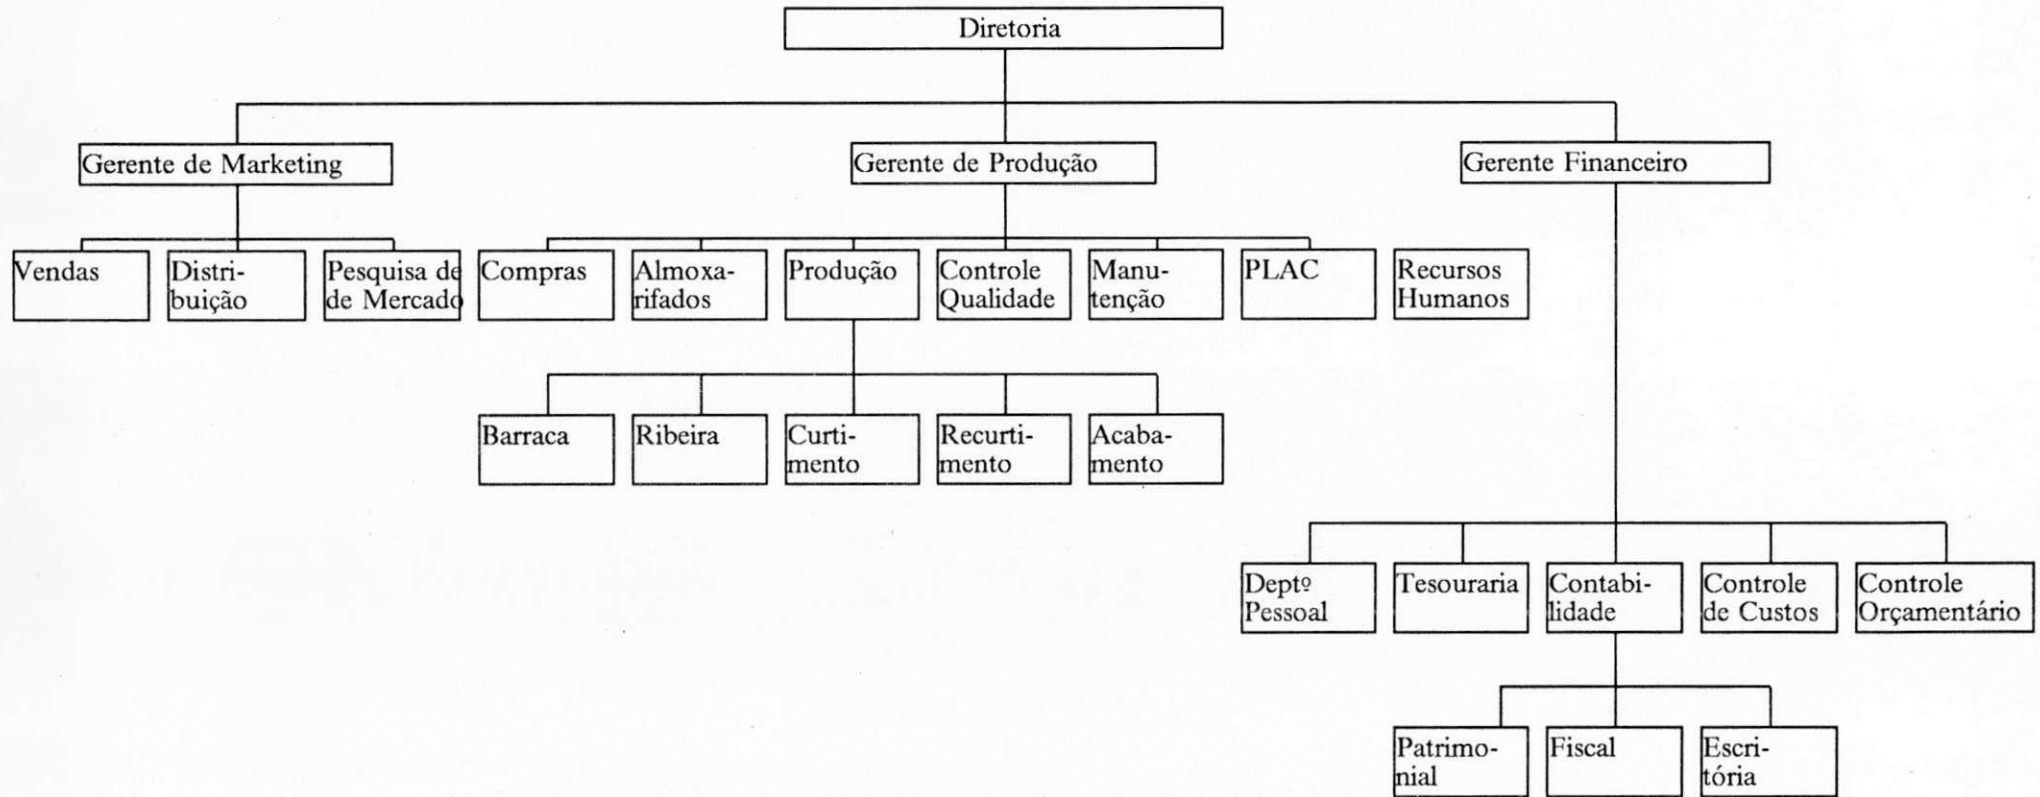 Diretoria
Gerente de Marketing
Gerente de Produção
Gerente Financeiro
Vendas
Distri-
buição
Pesquisa de
de Mercado
Compras
Almoxa-
rifados
Produção
Controle
Qualidade
Manu-
tenção
PLAC
Recursos
Humanos
Barraca
Ribeira
Curti-
mento
Recurti-
mento
Acaba-
mento
Deptº
Pessoal
Tesouraria
Contabi-
lidade
Controle
de Custos
Controle
Orçamentário
Patrimo-
nial
Fiscal
Escri-
tória